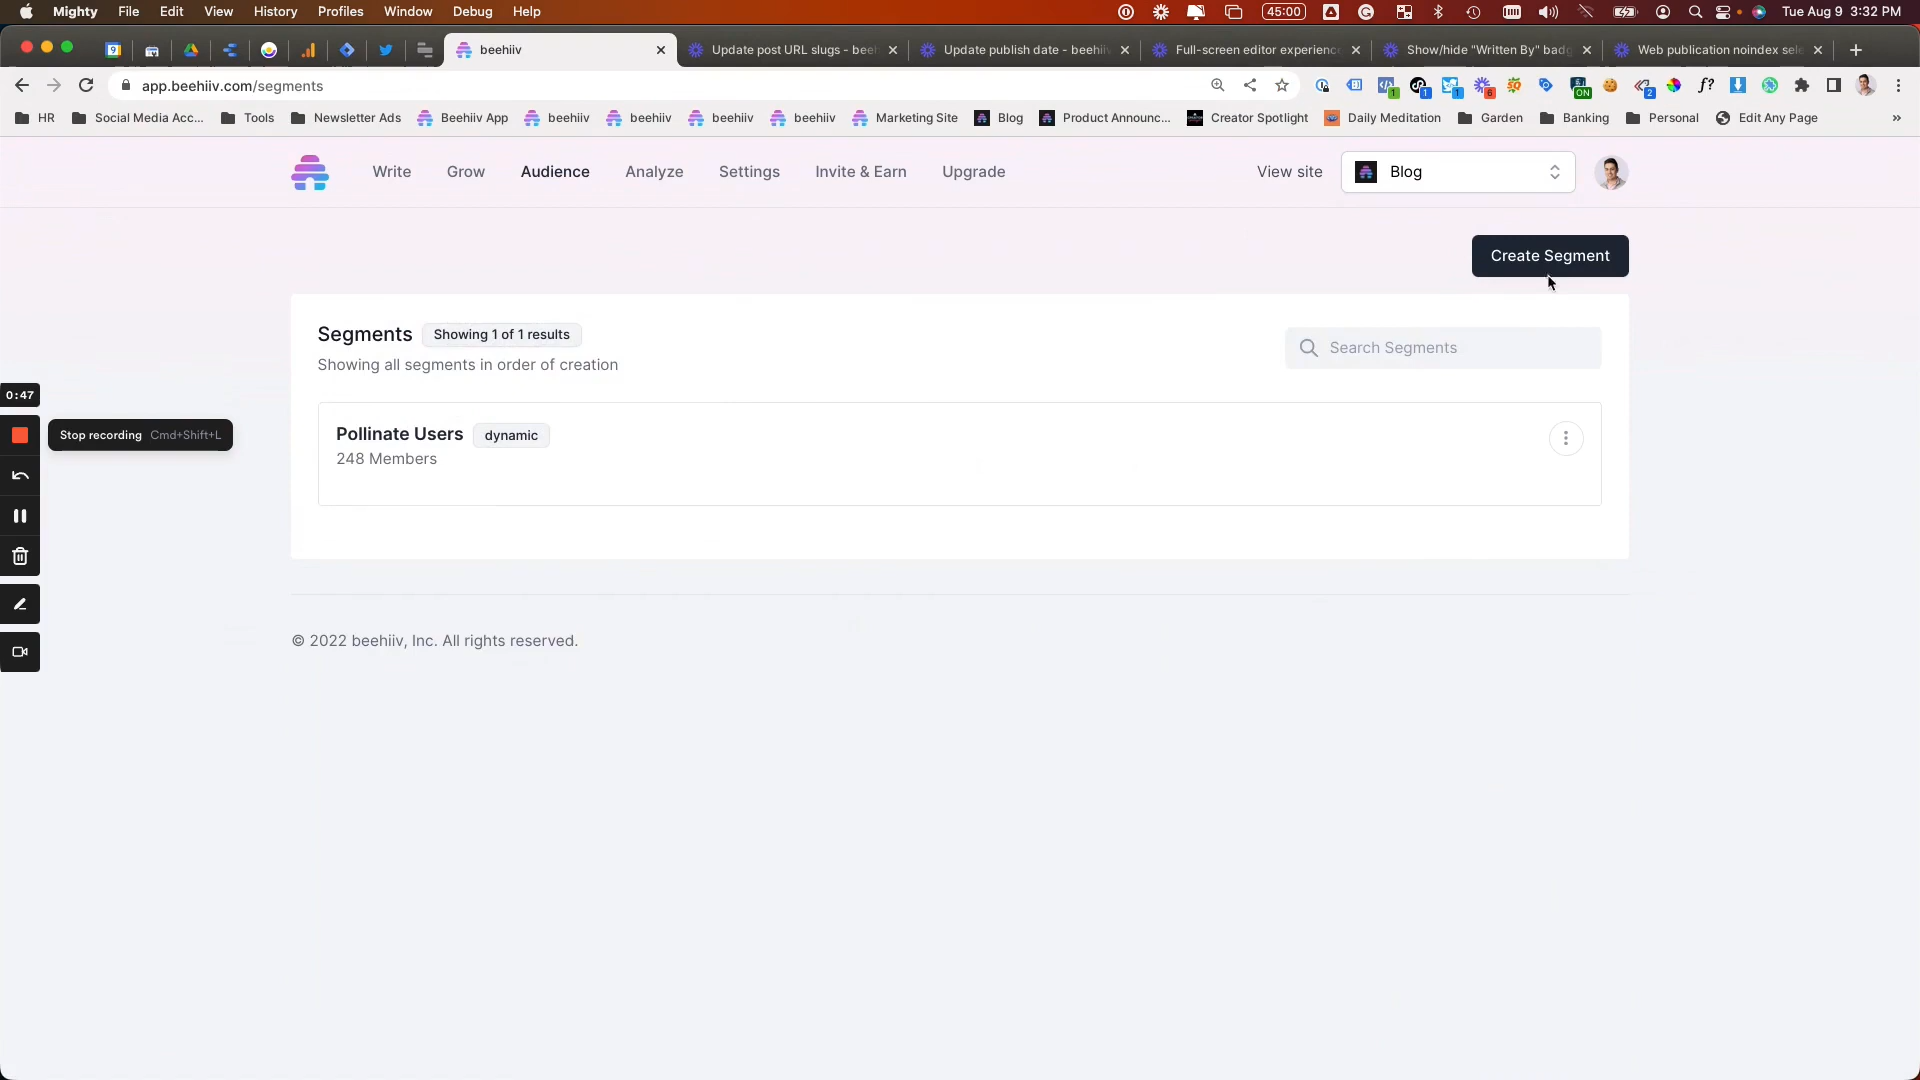 Mighty File Edit View History Profiles Window Debug Help 45:00 Tue Aug 9 3:32 PM
beehiiv Update post URL slugs - beeh Update publish date - beehiiv Full-screen editor experience Show/hide "Written By" badg Web publication noindex sele
app.beehiiv.com/segments
HR Social Media Acc... Tools Newsletter Ads Beehiiv App beehiiv beehiiv beehiiv beehiiv Marketing Site Blog Product Announc... Creator Spotlight Daily Meditation Garden Banking Personal Edit Any Page »
Write Grow Audience Analyze Settings Invite & Earn Upgrade View site Blog
Create Segment
Segments Showing 1 of 1 results
Search Segments
Showing all segments in order of creation
0:47
Stop recording Cmd+Shift+L
Pollinate Users dynamic
248 Members
© 2022 beehiiv, Inc. All rights reserved.